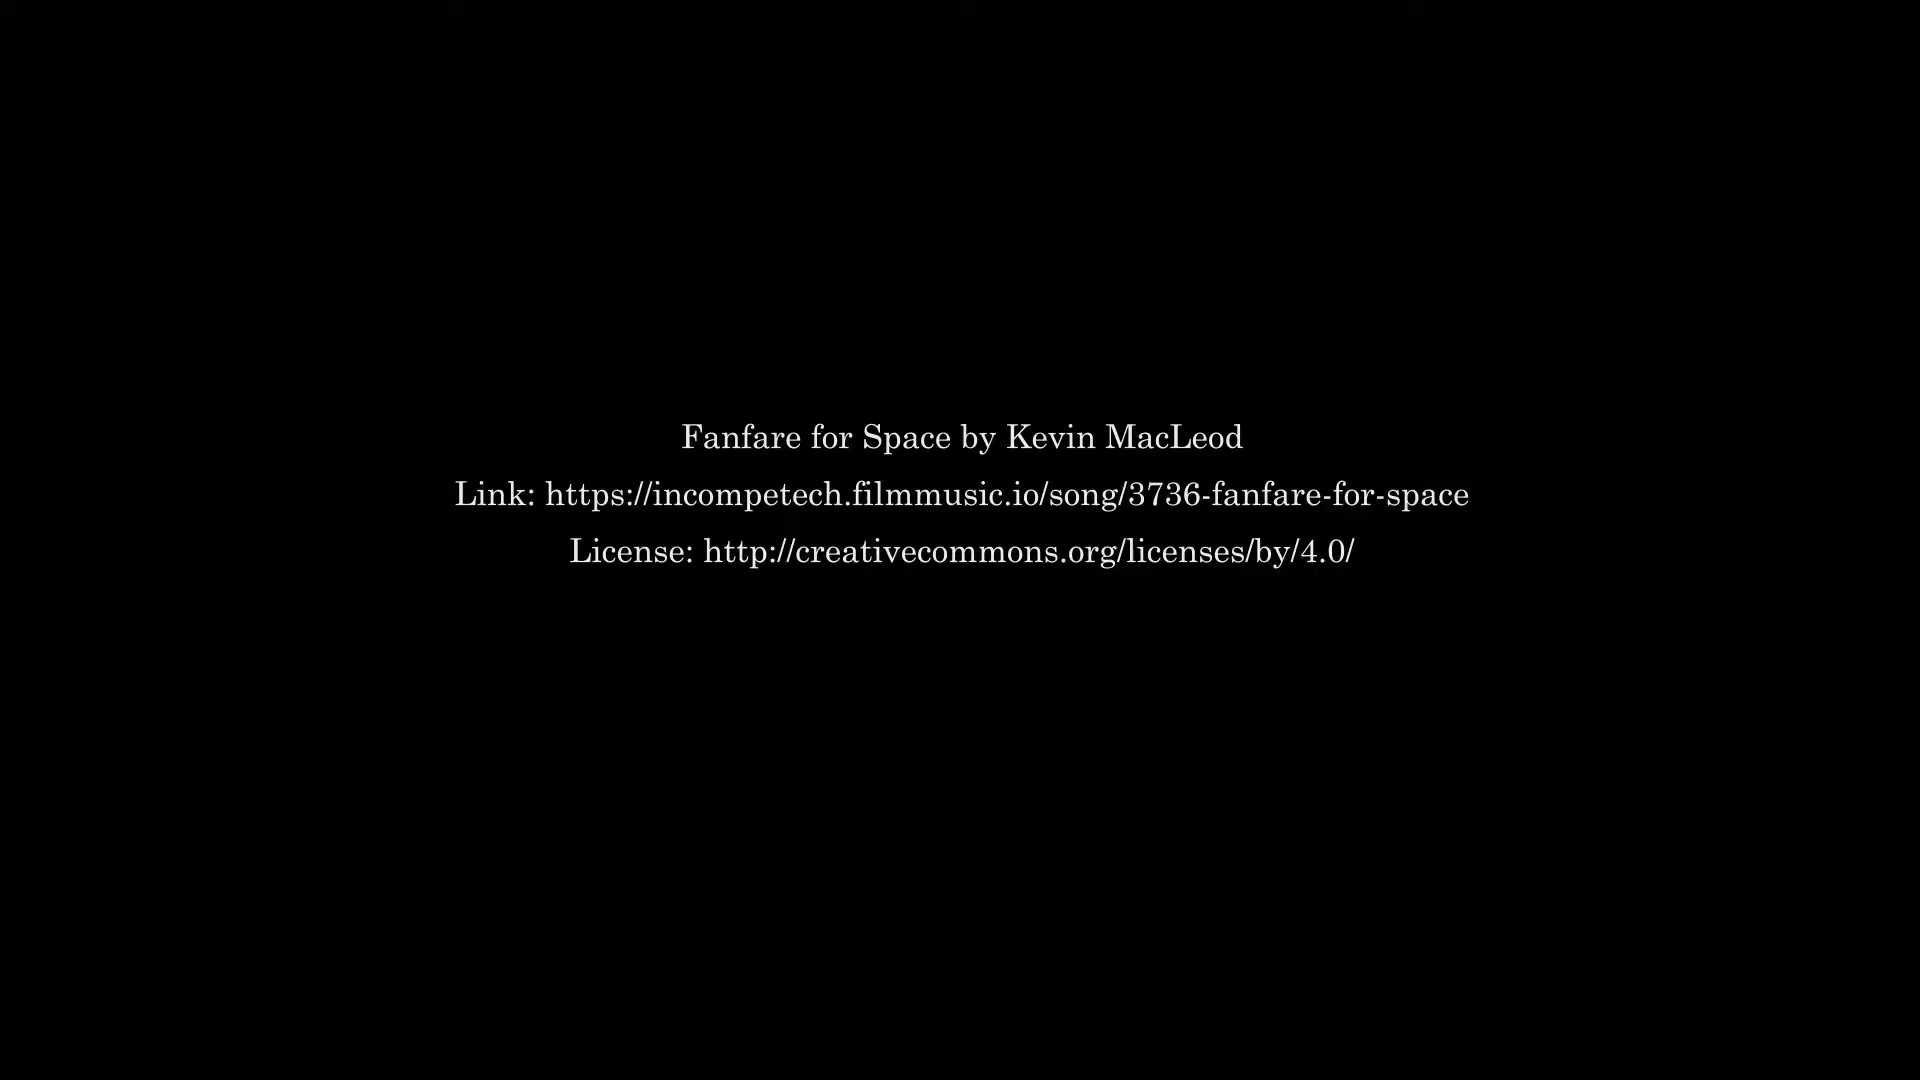 Fanfare for Space by Kevin MacLeod
Link: https://incompetech.filmmusic.io/song/3736-fanfare-for-space
License: http://creativecommons.org/licenses/by/4.0/